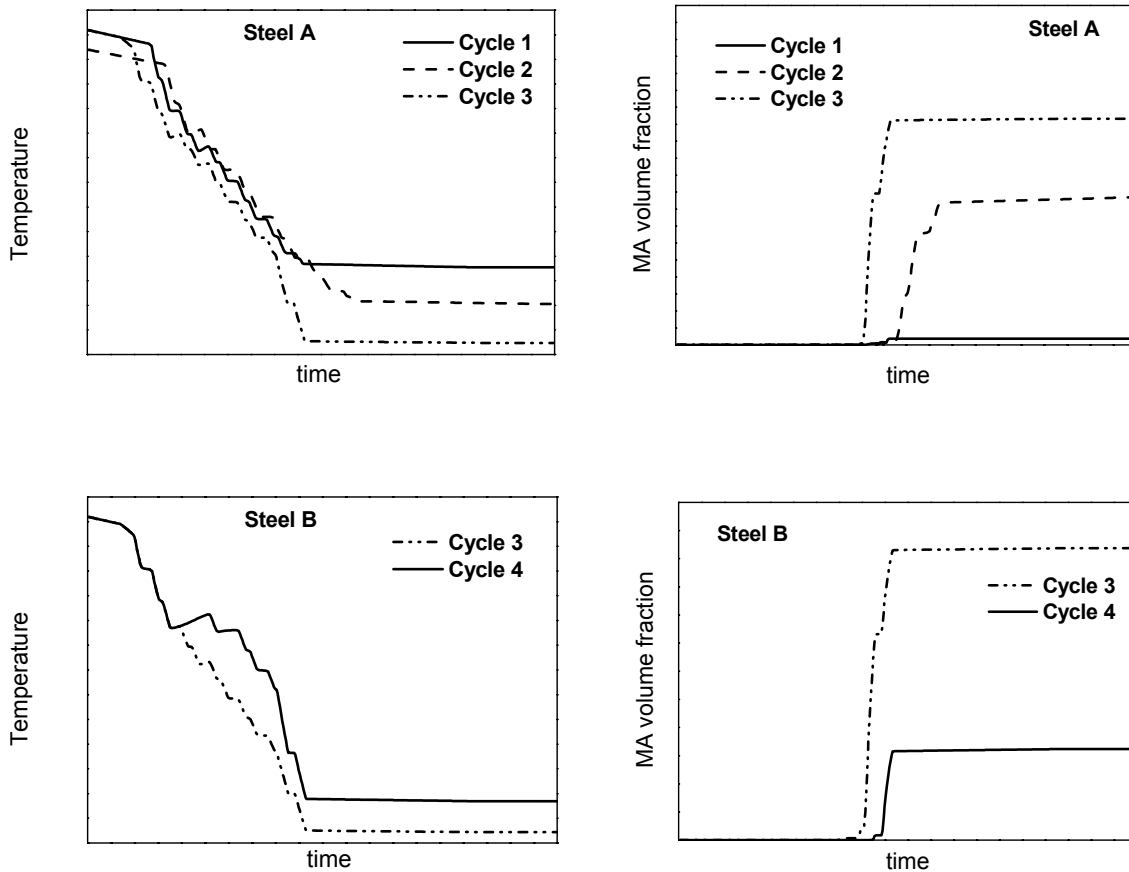 Steel A
Cycle 1
Cycle 2
Cycle 3
Temperature
time
Steel A
Cycle 1
Cycle 2
Cycle 3
MA volume fraction
time
Steel B
Cycle 3
Cycle 4
Temperature
time
Steel B
Cycle 3
Cycle 4
MA volume fraction
time